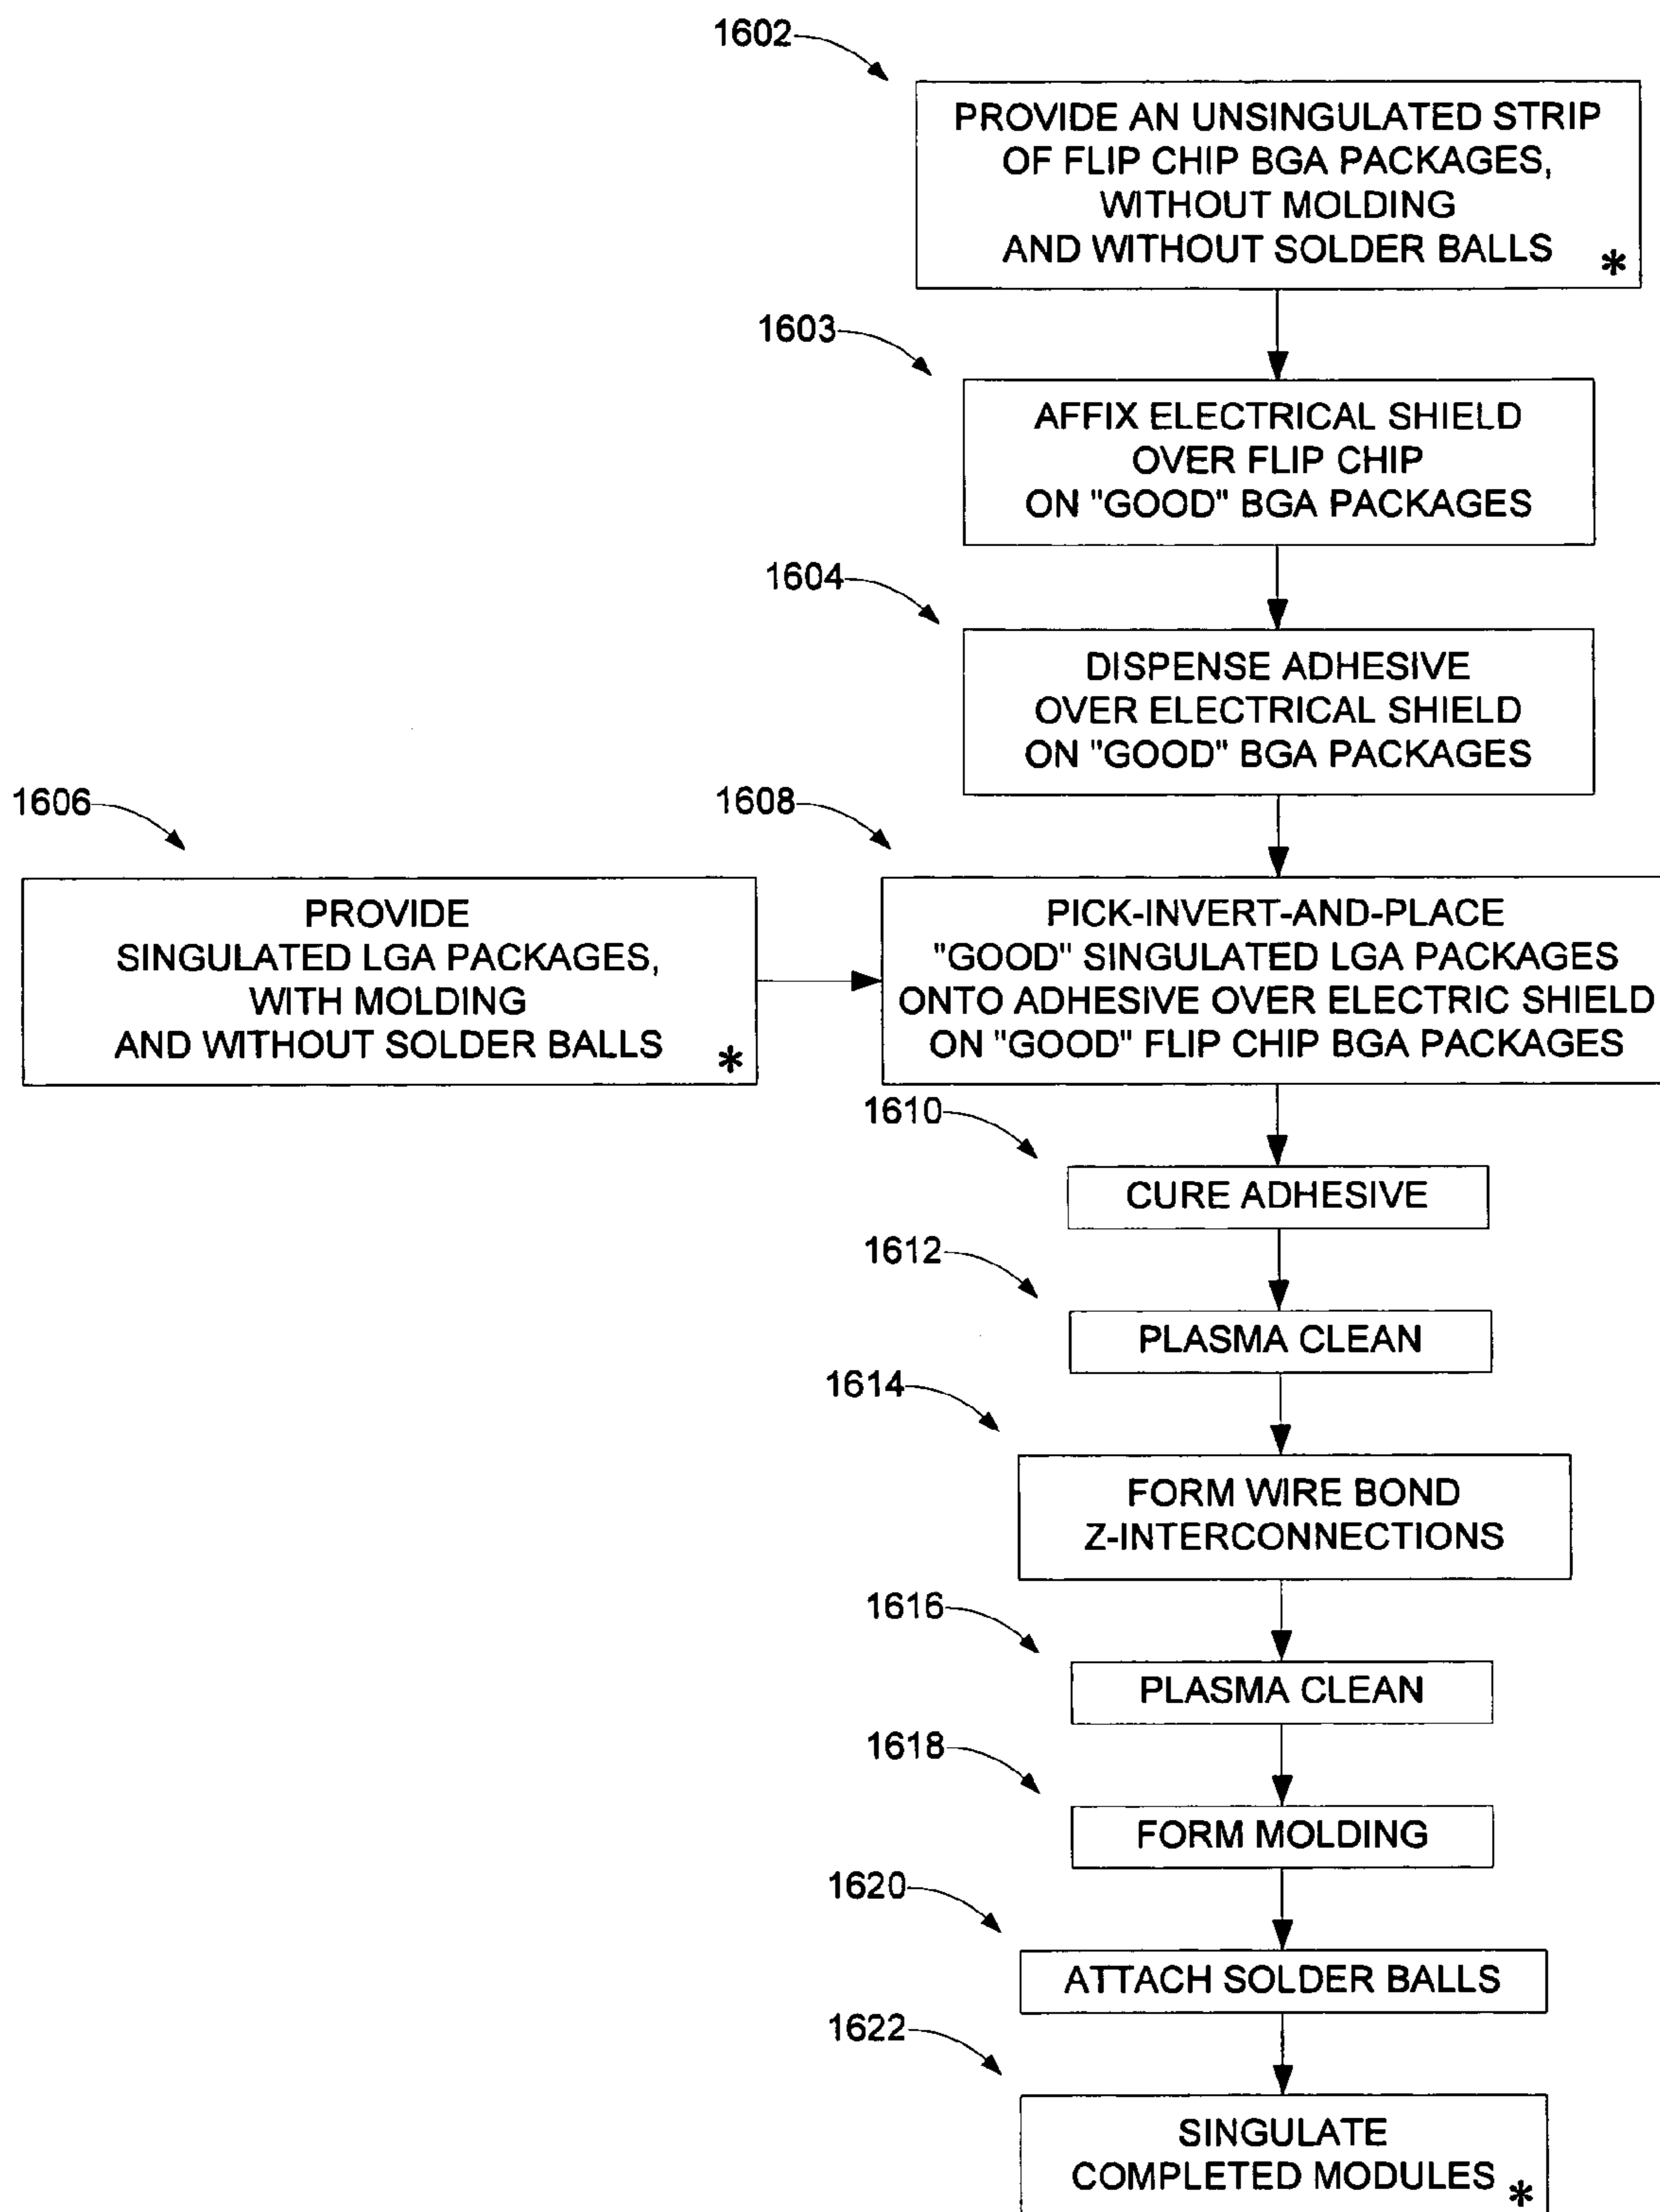 1602
PROVIDE AN UNSINGULATED STRIP
OF FLIP CHIP BGA PACKAGES,
WITHOUT MOLDING
AND WITHOUT SOLDER BALLS *
1603
AFFIX ELECTRICAL SHIELD
OVER FLIP CHIP
ON "GOOD" BGA PACKAGES
1604
DISPENSE ADHESIVE
OVER ELECTRICAL SHIELD
ON "GOOD" BGA PACKAGES
1606
PROVIDE
SINGULATED LGA PACKAGES,
WITH MOLDING
AND WITHOUT SOLDER BALLS *
1608
PICK-INVERT-AND-PLACE
"GOOD" SINGULATED LGA PACKAGES
ONTO ADHESIVE OVER ELECTRIC SHIELD
ON "GOOD" FLIP CHIP BGA PACKAGES
1610
CURE ADHESIVE
1612
PLASMA CLEAN
1614
FORM WIRE BOND
Z-INTERCONNECTIONS
1616
PLASMA CLEAN
1618
FORM MOLDING
1620
ATTACH SOLDER BALLS
1622
SINGULATE
COMPLETED MODULES *